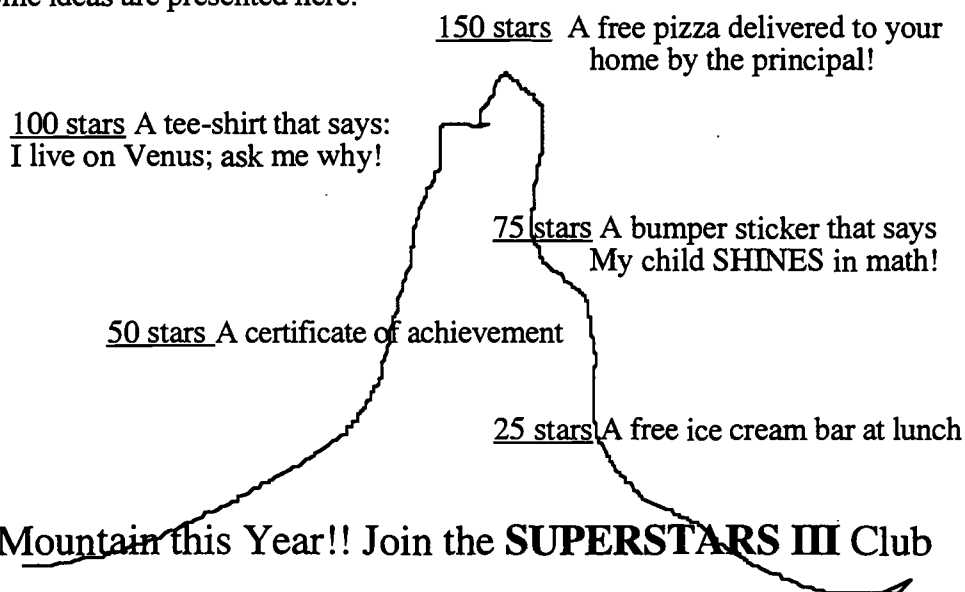 ideas are presented here.
150 stars A free pizza delivered to your
home by the principal!
100 stars A tee-shirt that says:
I live on Venus; ask me why!
75 stars A bumper sticker that says
My child SHINES in math!
50 stars A certificate of achievement
25 stars A free ice cream bar at lunch
Mountain this Year!! Join the SUPERSTARS III Club